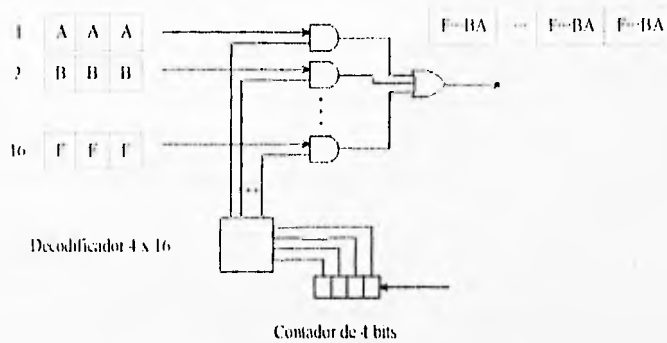 1 A A A
F···BA ··· F···BA F···BA
2 B B B
16 F F F
Decodificador 4 x 16
Contador de 4 bits